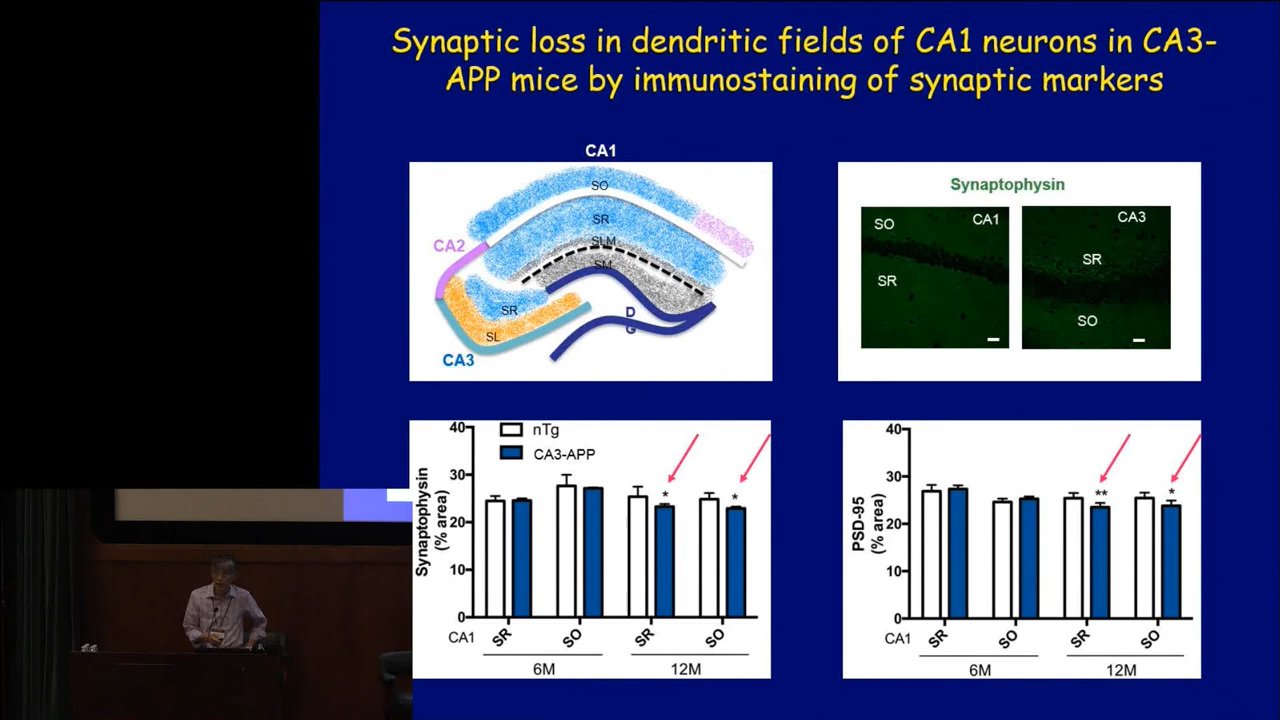 Synaptic loss in dendritic fields of CA1 neurons in CA3-
APP mice by immunostaining of synaptic markers
CA1
SO
SR
SLM
SM
CA2
SR
SL
CA3
D
G
Synaptophysin
SO
CA1
SR
CA3
SR
SO
Synaptophysin
(% area)
40
30
20
10
0
nTg
CA3-APP
*
*
CA1
SR
SO
SR
SO
6M
12M
PSD-95
(% area)
40
30
20
10
0
**
*
CA1
SR
SO
SR
SO
6M
12M